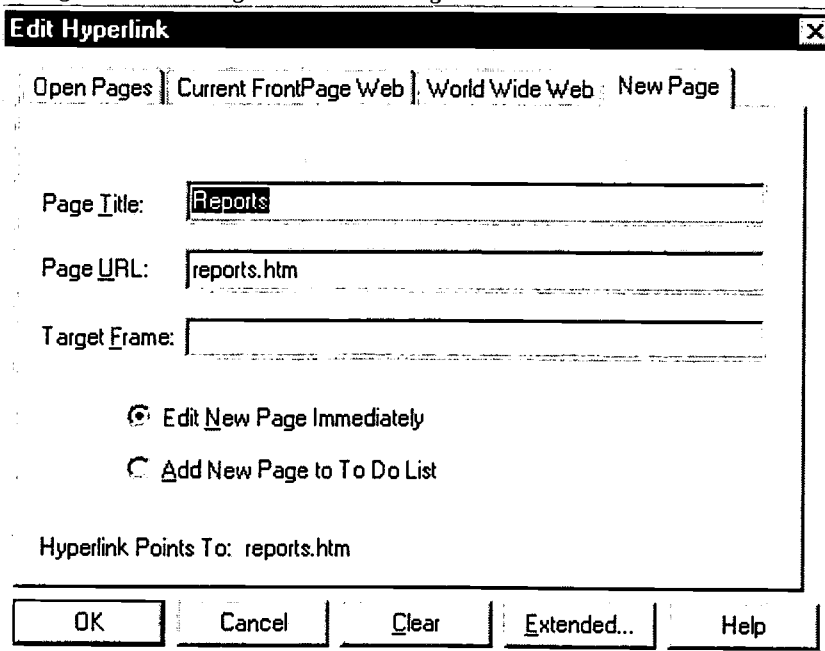 Edit Hyperlink
Open Pages Current FrontPage Web World Wide Web New Page
Page Title: Reports
Page URL: reports.htm
Target Frame:
Edit New Page Immediately
Add New Page to To Do List
Hyperlink Points To: reports.htm
OK Cancel Clear Extended... Help